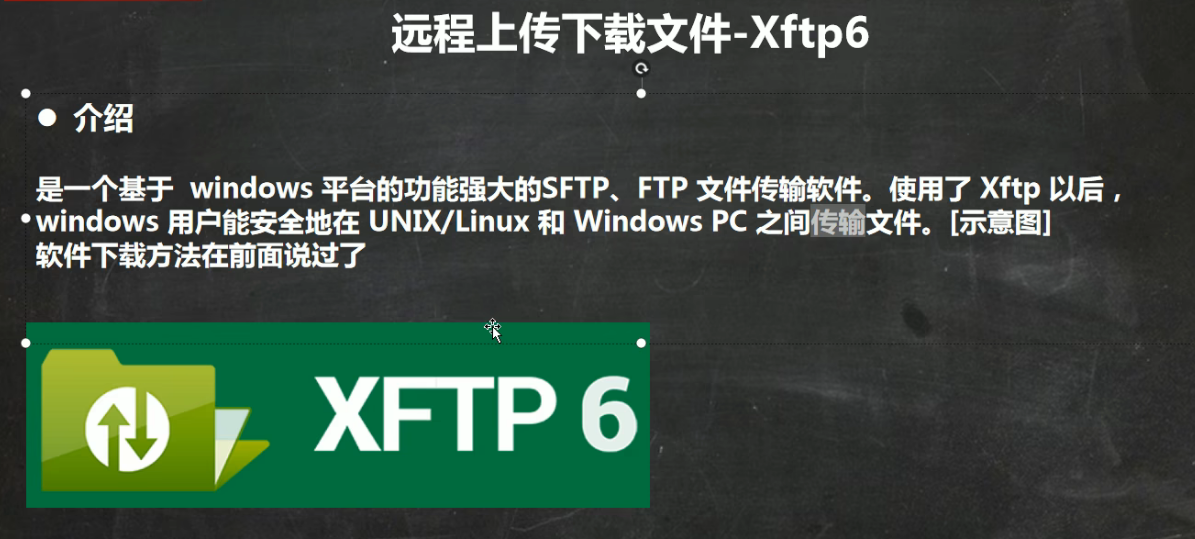 远程上传下载文件-Xftp6
● 介绍
是一个基于 windows 平台的功能强大的SFTP、FTP 文件传输软件。使用了 Xftp 以后，
windows 用户能安全地在 UNIX/Linux 和 Windows PC 之间传输文件。[示意图]
软件下载方法在前面说过了
XFTP 6